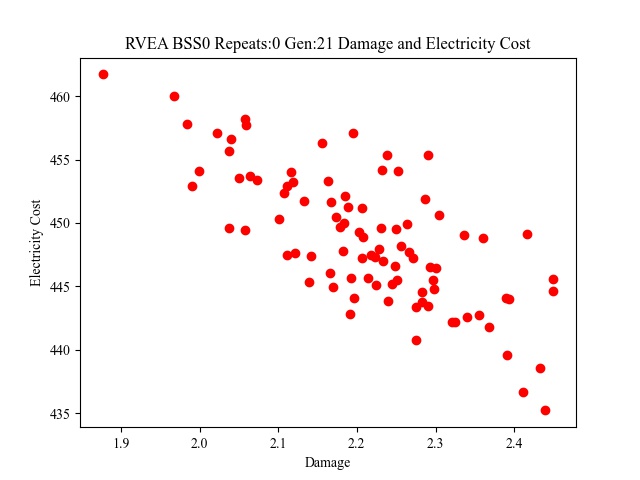 RVEA BSS0 Repeats:0 Gen:21 Damage and Electricity Cost
460
455
450
445
440
435
Electricity Cost
1.9 2.0 2.1 2.2 2.3 2.4
Damage